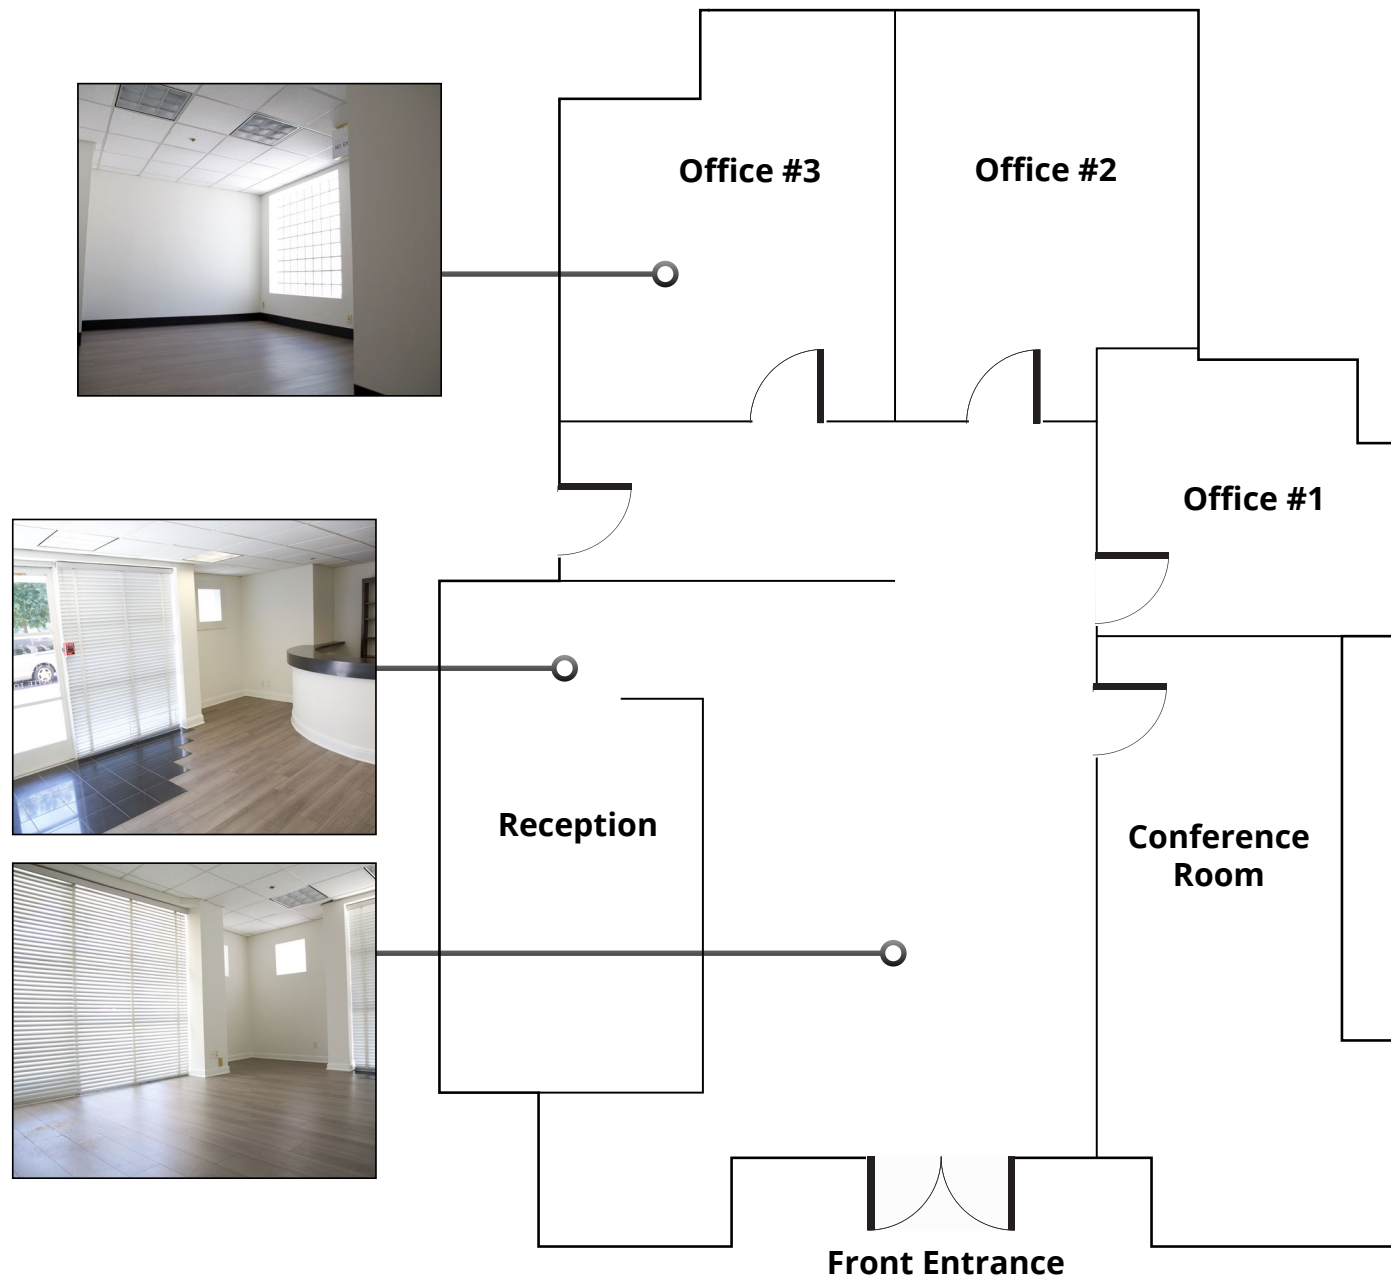 Office #3
Office #2
Office #1
Reception
Conference
Room
Front Entrance